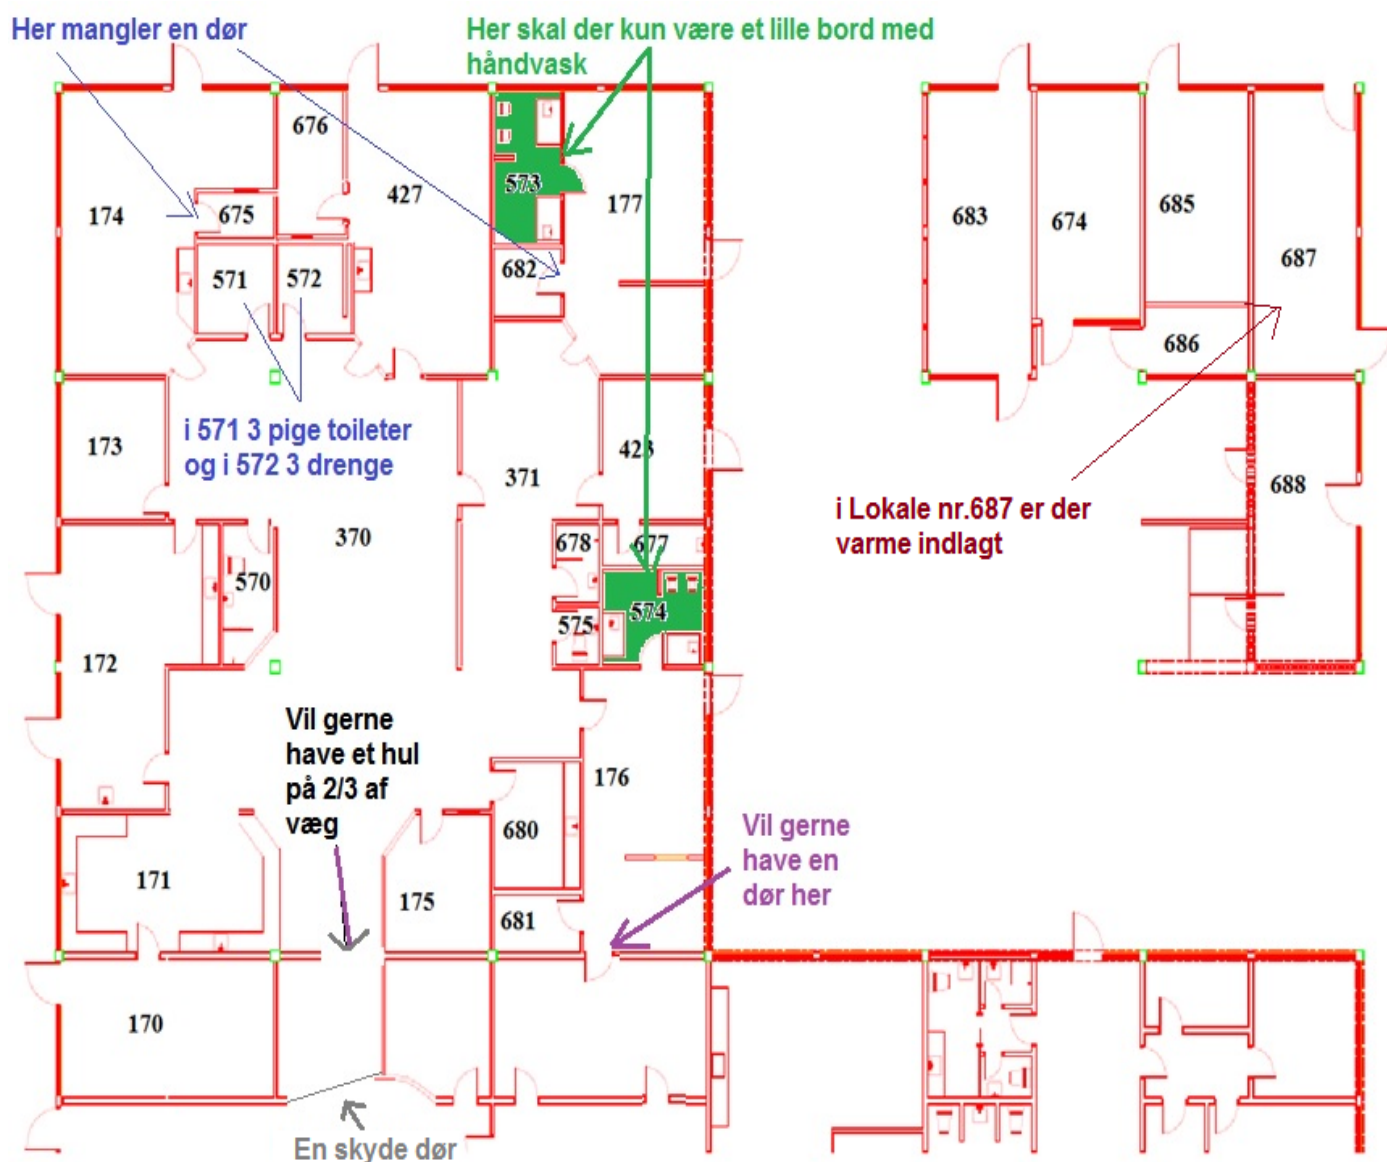 Her mangler en dør
Her skal der kun være et lille bord med
håndvask
676
573
427
177
174
675
683
674
685
687
682
571
572
686
i 571 3 pige toileter
og i 572 3 drenge
173
423
371
688
i Lokale nr.687 er der
varme indlagt
370
678
677
570
574
575
172
Vil gerne
have et hul
på 2/3 af
væg
176
680
Vil gerne
have en
dør her
171
175
681
170
En skyde dør